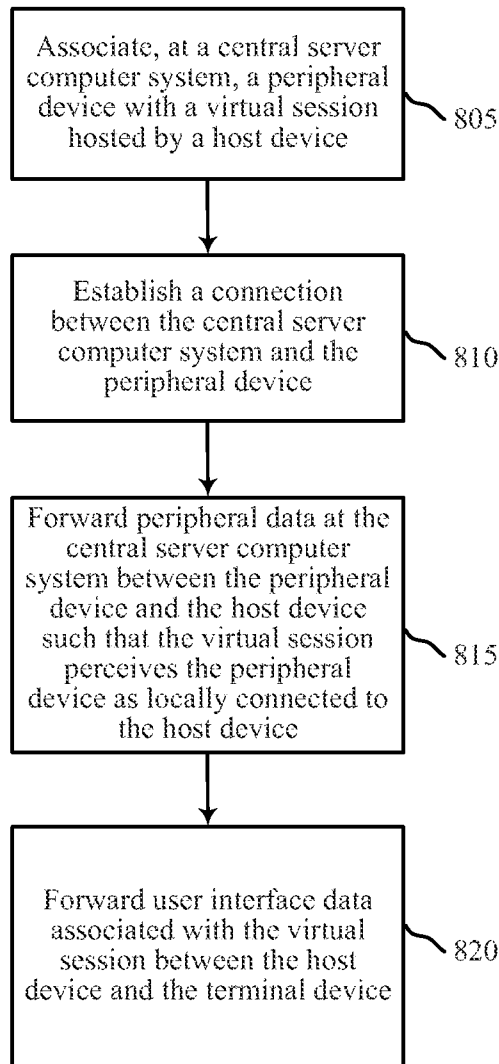 Associate, at a central server
computer system, a peripheral
device with a virtual session
hosted by a host device
805
Establish a connection
between the central server
computer system and the
peripheral device
810
Forward peripheral data at the
central server computer
system between the peripheral
device and the host device
such that the virtual session
perceives the peripheral
device as locally connected to
the host device
815
Forward user interface data
associated with the virtual
session between the host
device and the terminal device
820